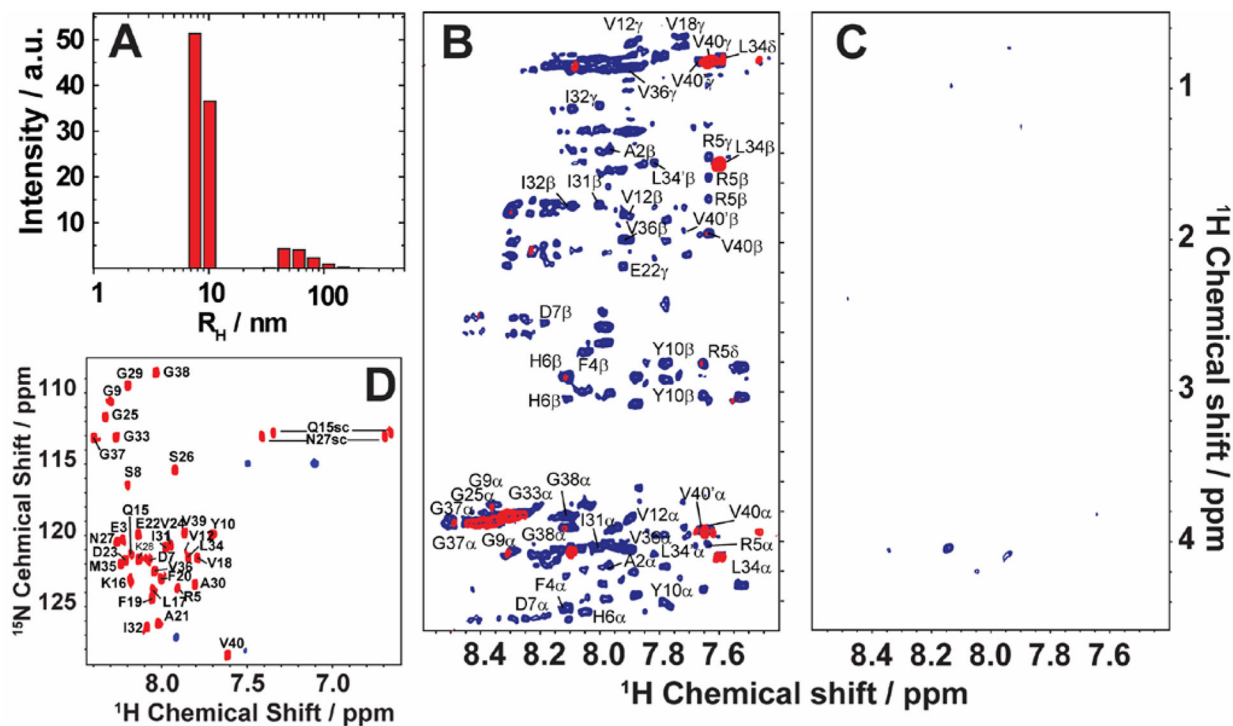 A
Intensity / a.u.
50
40
30
20
10
1 10 100
R_H / nm
B
V12γ V18γ
V40γ
L34δ
V40'γ
V36γ
I32γ
R5γ
A2β
L34β
L34'β
R5β
I32β I31β
V12β
R5β
V40'β
V36β
V40β
E22γ
D7β
H6β
F4β
Y10β
R5δ
H6β
Y10β
G9α
G38α
G25α
G33α
V40'α
G37α
I31α
V12α
V40α
G37α
G38α
V36α
G9α
R5α
A2α
L34'α
L34α
F4α
Y10α
D7α
H6α
8.4 8.2 8.0 7.8 7.6
C
1
2
3
4
¹H Chemical shift / ppm
8.4 8.2 8.0 7.8 7.6
¹H Chemical shift / ppm
D
¹⁵N Cehmical Shift / ppm
110
115
120
125
G29 G38
G9
G25
G33
G37
Q15sc
N27sc
S26
S8
Q15
E3
E22 V24 V39 Y10
N27
I31
V12
K28
L34
D23
D7
M35
V36
V18
F20
K16
A30
R5
F19
L17
A21
I32
V40
8.0 7.5 7.0
¹H Chemical Shift / ppm